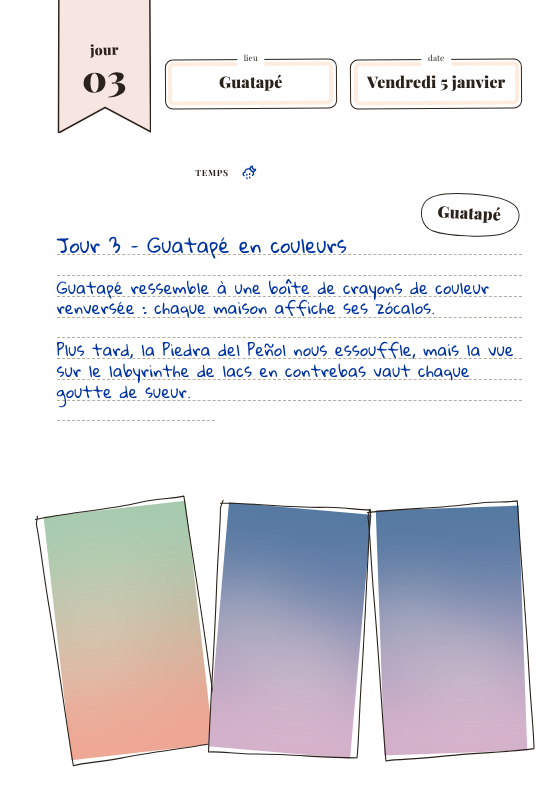 jour
03
lieu
Guatapé
date
Vendredi 5 janvier
TEMPS
Guatapé
Jour 3 - Guatapé en couleurs
Guatapé ressemble à une boîte de crayons de couleur
renversée : chaque maison affiche ses zócalos.
Plus tard, la Piedra del Peñol nous essouffle, mais la vue
sur le labyrinthe de lacs en contrebas vaut chaque
goutte de sueur.